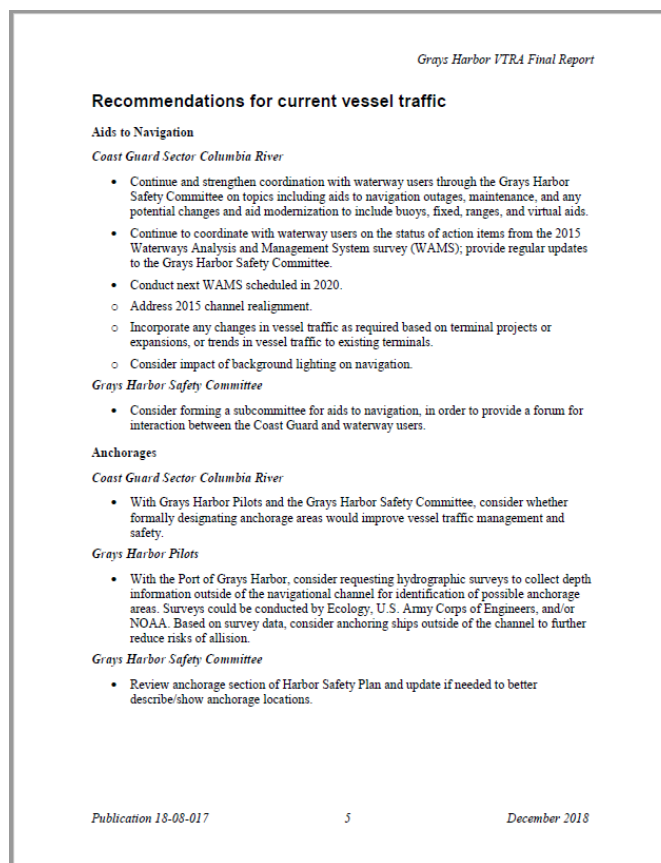 Grays Harbor VTRA Final Report
Recommendations for current vessel traffic
Aids to Navigation
Coast Guard Sector Columbia River
• Continue and strengthen coordination with waterway users through the Grays Harbor
Safety Committee on topics including aids to navigation outages, maintenance, and any
potential changes and aid modernization to include buoys, fixed, ranges, and virtual aids.
• Continue to coordinate with waterway users on the status of action items from the 2015
Waterways Analysis and Management System survey (WAMS); provide regular updates
to the Grays Harbor Safety Committee.
• Conduct next WAMS scheduled in 2020.
o Address 2015 channel realignment.
o Incorporate any changes in vessel traffic as required based on terminal projects or
expansions, or trends in vessel traffic to existing terminals.
o Consider impact of background lighting on navigation.
Grays Harbor Safety Committee
• Consider forming a subcommittee for aids to navigation, in order to provide a forum for
interaction between the Coast Guard and waterway users.
Anchorages
Coast Guard Sector Columbia River
• With Grays Harbor Pilots and the Grays Harbor Safety Committee, consider whether
formally designating anchorage areas would improve vessel traffic management and
safety.
Grays Harbor Pilots
• With the Port of Grays Harbor, consider requesting hydrographic surveys to collect depth
information outside of the navigational channel for identification of possible anchorage
areas. Surveys could be conducted by Ecology, U.S. Army Corps of Engineers, and/or
NOAA. Based on survey data, consider anchoring ships outside of the channel to further
reduce risks of allision.
Grays Harbor Safety Committee
• Review anchorage section of Harbor Safety Plan and update if needed to better
describe/show anchorage locations.
Publication 18-08-017 5 December 2018